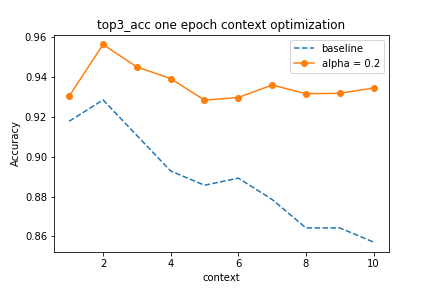 top3_acc one epoch context optimization
baseline
alpha = 0.2
Accuracy
0.96
0.94
0.92
0.90
0.88
0.86
2 4 6 8 10
context